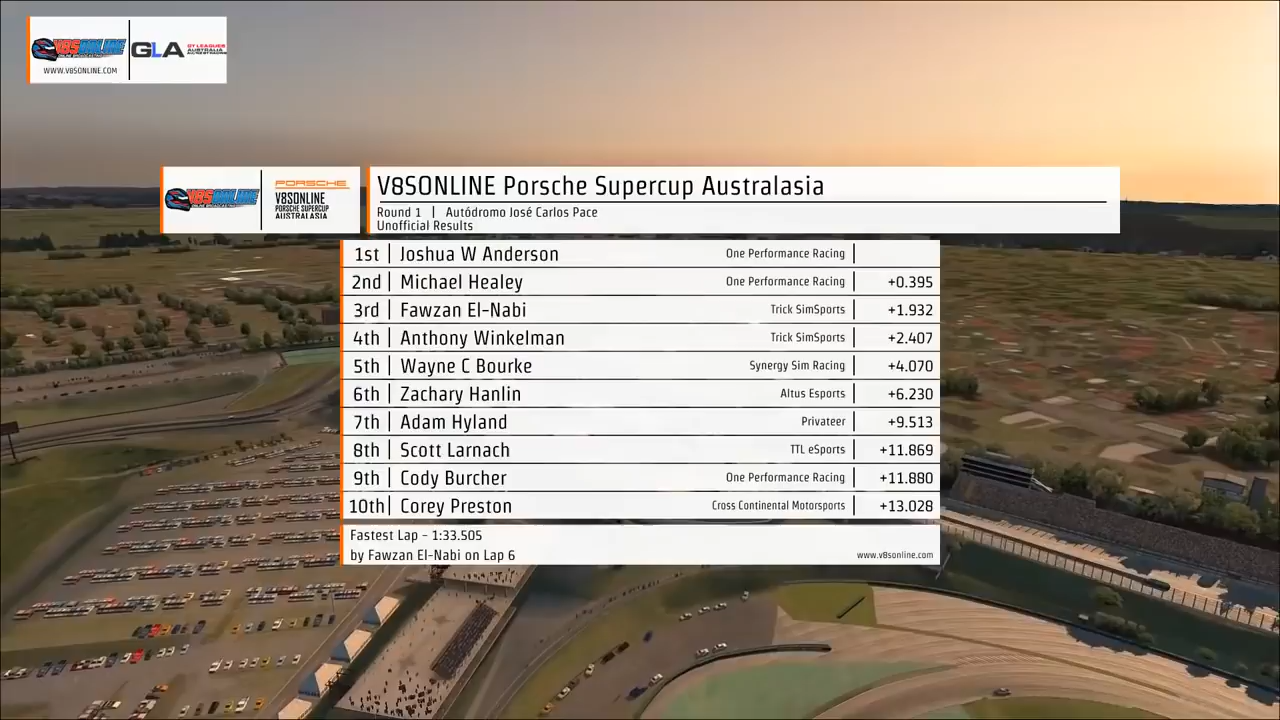 V8SONLINE
WWW.V8SONLINE.COM
GLA
GT LEAGUES
AUSTRALIA
V8SONLINE
PORSCHE
V8SONLINE
PORSCHE SUPERCUP
AUSTRALASIA
V8SONLINE Porsche Supercup Australasia
Round 1 | Autódromo José Carlos Pace
Unofficial Results
1st | Joshua W Anderson One Performance Racing
2nd | Michael Healey One Performance Racing +0.395
3rd | Fawzan El-Nabi Trick SimSports +1.932
4th | Anthony Winkelman Trick SimSports +2.407
5th | Wayne C Bourke Synergy Sim Racing +4.070
6th | Zachary Hanlin Altus Esports +6.230
7th | Adam Hyland Privateer +9.513
8th | Scott Larnach TTL eSports +11.869
9th | Cody Burcher One Performance Racing +11.880
10th | Corey Preston Cross Continental Motorsports +13.028
Fastest Lap - 1:33.505
by Fawzan El-Nabi on Lap 6
www.v8sonline.com